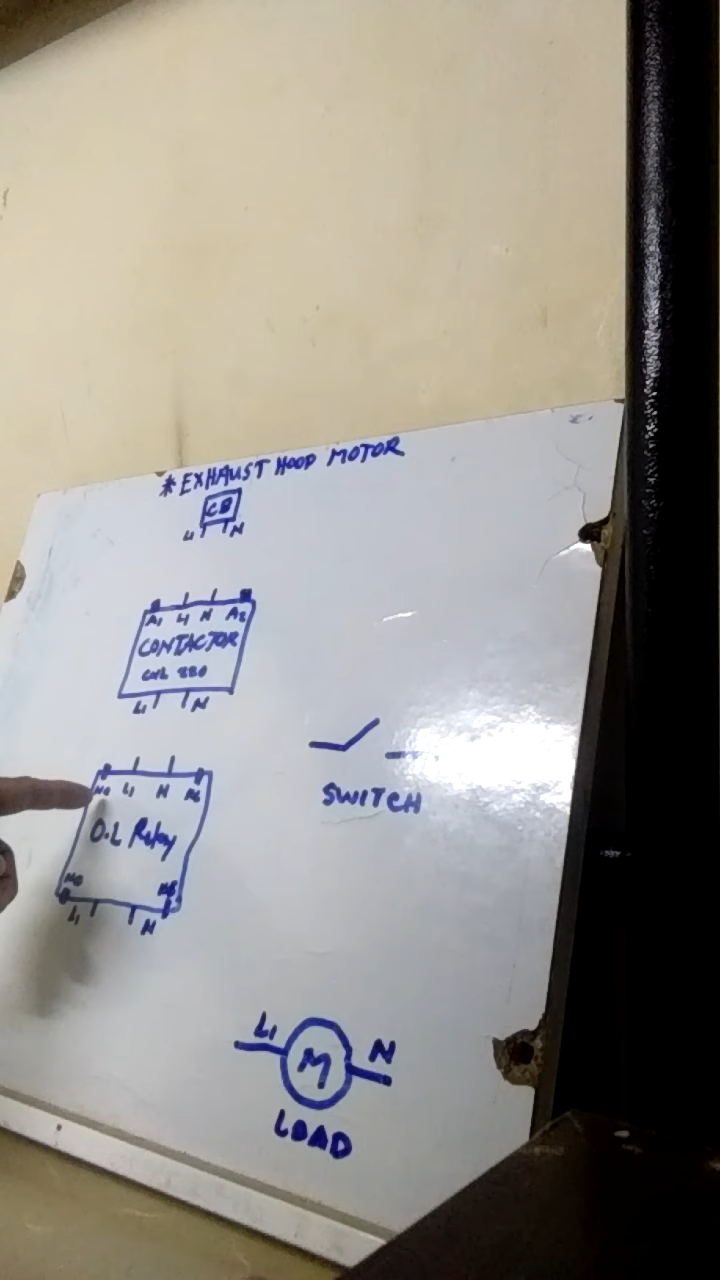 * EXHAUST HOOD MOTOR
CB
L1 N
A1 L1 N A2
CONTACTOR
COIL 220
L1 N
NO L1 N NC
O.L Relay
NO
L1 N
SWITCH
L1 M N
LOAD